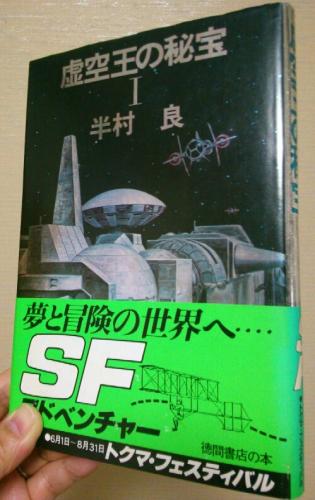 虚空王の秘宝
I
半村 良
夢と冒険の世界へ‥‥
SF
アドベンチャー
徳間書店の本
●6月1日~8月31日トクマ・フェスティバル